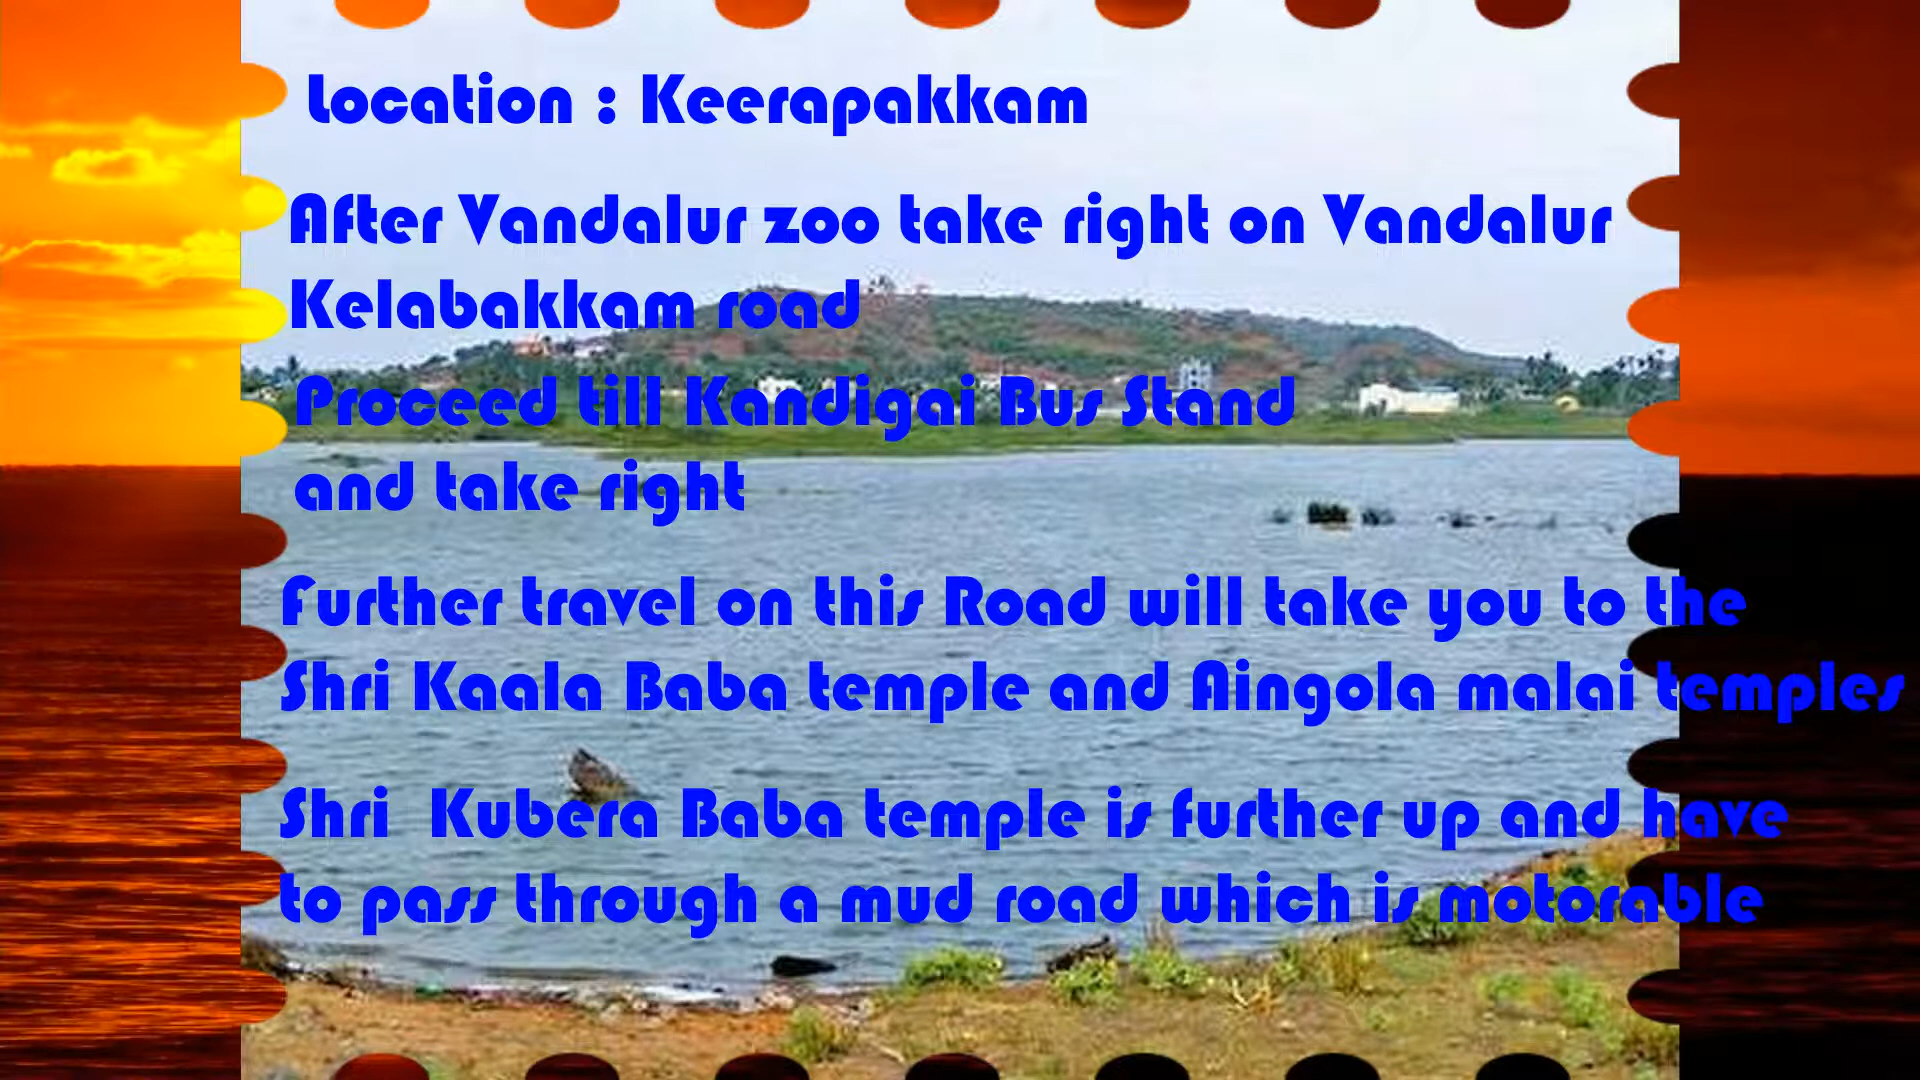 Location : Keerapakkam
After Vandalur zoo take right on Vandalur
Kelabakkam road
Proceed till Kandigai Bus Stand
and take right
Further travel on this Road will take you to the
Shri Kaala Baba temple and Aingola malai temples
Shri Kubera Baba temple is further up and have
to pass through a mud road which is motorable